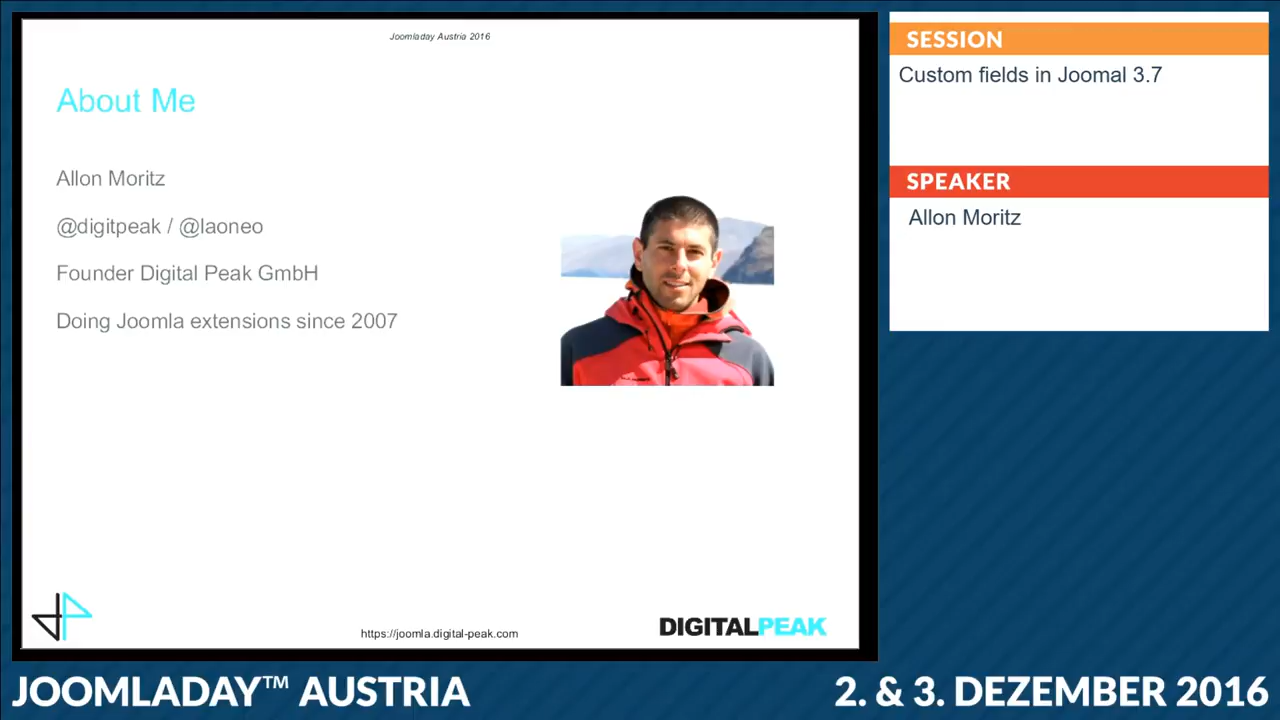 Joomladay Austria 2016
About Me
Allon Moritz
@digitpeak / @laoneo
Founder Digital Peak GmbH
Doing Joomla extensions since 2007
https://joomla.digital-peak.com
DIGITALPEAK
SESSION
Custom fields in Joomal 3.7
SPEAKER
Allon Moritz
JOOMLADAY™ AUSTRIA
2. & 3. DEZEMBER 2016